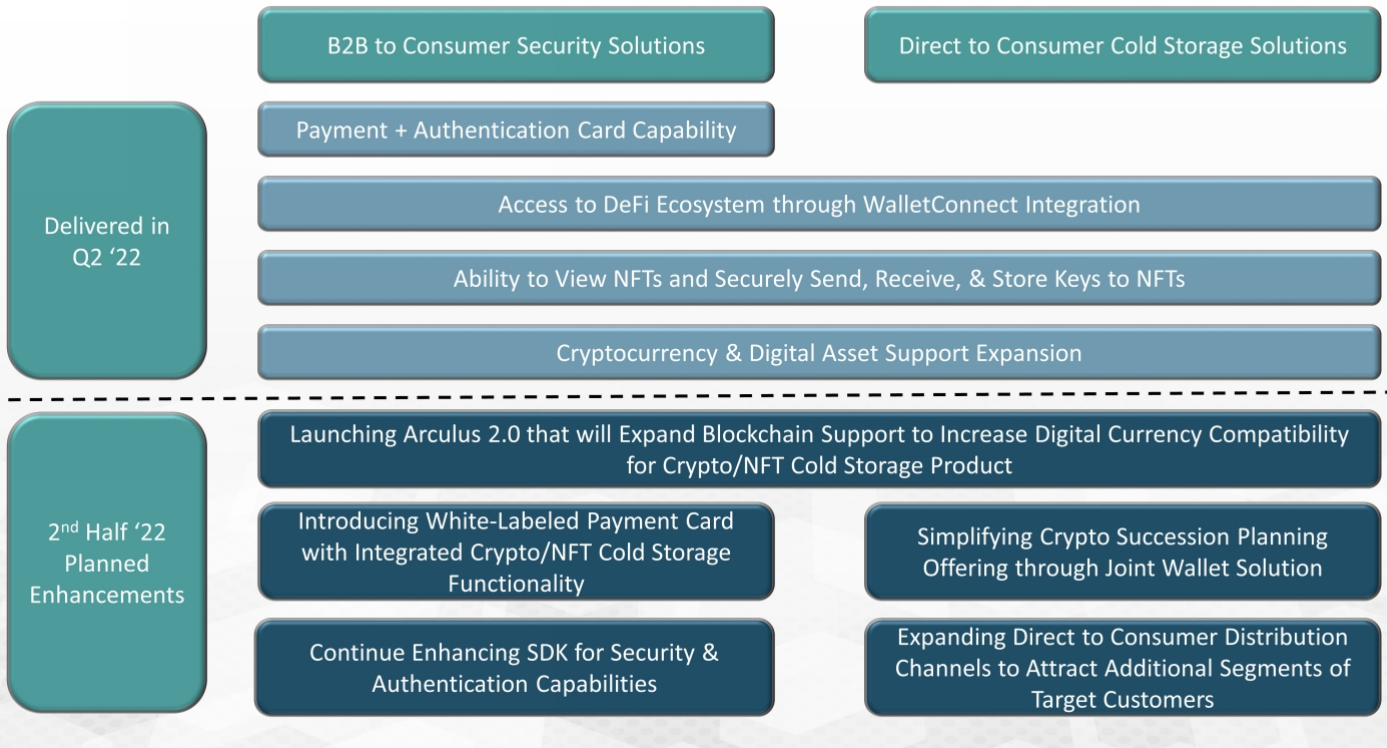 B2B to Consumer Security Solutions
Direct to Consumer Cold Storage Solutions
Delivered in
Q2 ‘22
Payment + Authentication Card Capability
Access to DeFi Ecosystem through WalletConnect Integration
Ability to View NFTs and Securely Send, Receive, & Store Keys to NFTs
Cryptocurrency & Digital Asset Support Expansion
2nd Half ‘22
Planned
Enhancements
Launching Arculus 2.0 that will Expand Blockchain Support to Increase Digital Currency Compatibility
for Crypto/NFT Cold Storage Product
Introducing White-Labeled Payment Card
with Integrated Crypto/NFT Cold Storage
Functionality
Simplifying Crypto Succession Planning
Offering through Joint Wallet Solution
Continue Enhancing SDK for Security &
Authentication Capabilities
Expanding Direct to Consumer Distribution
Channels to Attract Additional Segments of
Target Customers